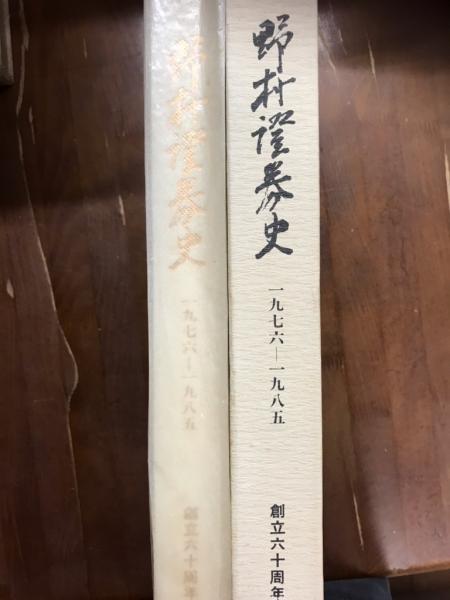 野村證券史
一九七六―一九八五
創立六十周年
野村證券史
一九七六―一九八五
創立六十周年